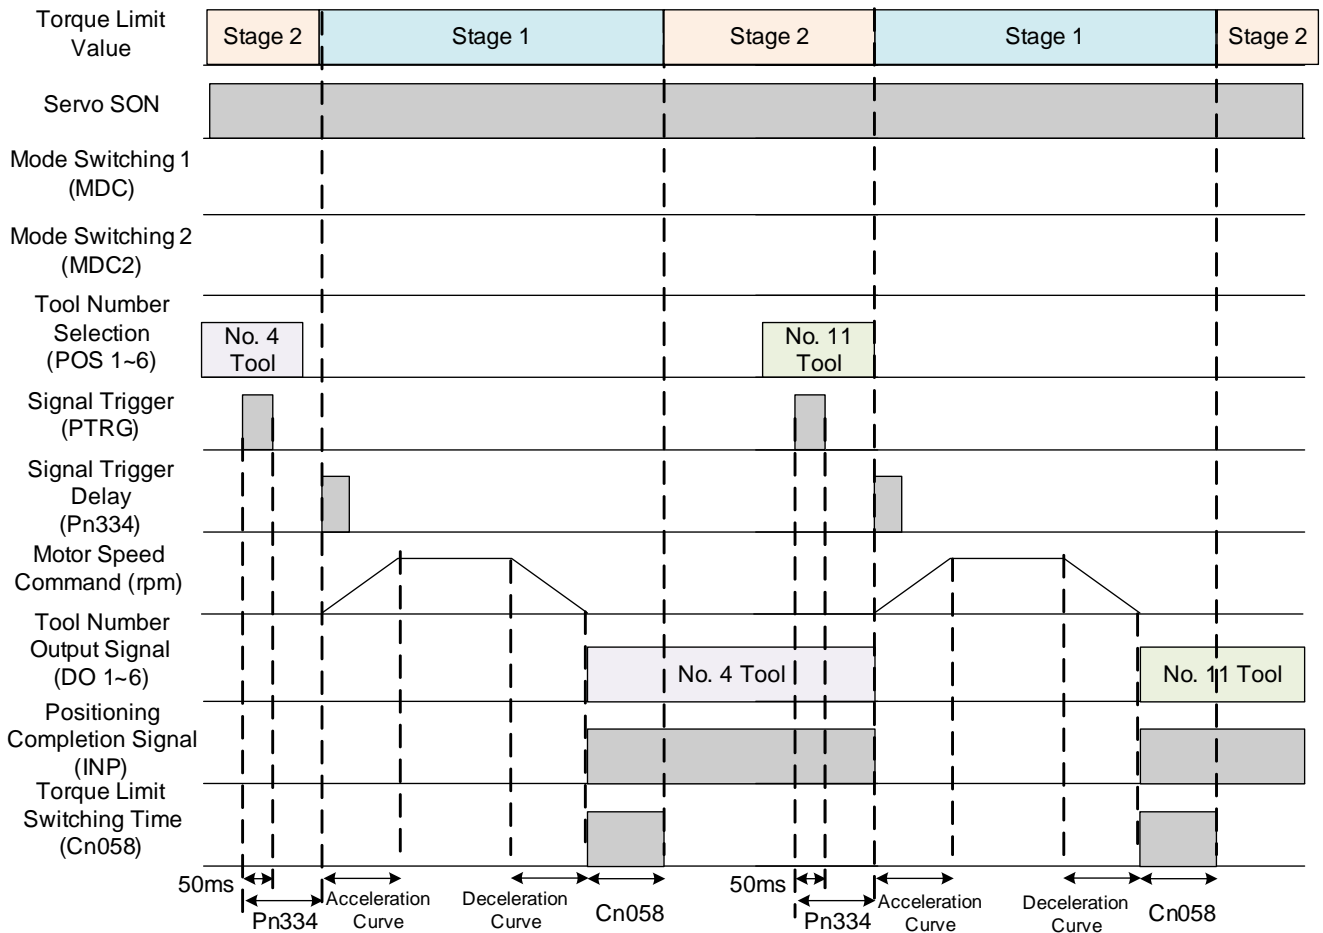 Torque Limit
Value
Stage 2
Stage 1
Stage 2
Stage 1
Stage 2
Servo SON
Mode Switching 1
(MDC)
Mode Switching 2
(MDC2)
Tool Number
Selection
(POS 1~6)
No. 4
Tool
No. 11
Tool
Signal Trigger
(PTRG)
Signal Trigger
Delay
(Pn334)
Motor Speed
Command (rpm)
Tool Number
Output Signal
(DO 1~6)
No. 4 Tool
No. 11 Tool
Positioning
Completion Signal
(INP)
Torque Limit
Switching Time
(Cn058)
50ms
Pn334
Acceleration
Curve
Deceleration
Curve
Cn058
50ms
Pn334
Acceleration
Curve
Deceleration
Curve
Cn058